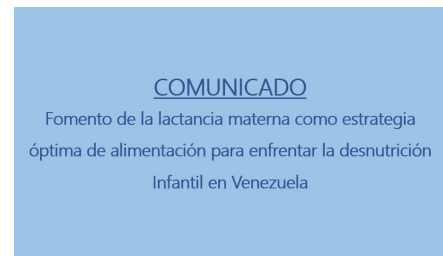 COMUNICADO
Fomento de la lactancia materna como estrategia
óptima de alimentación para enfrentar la desnutrición
Infantil en Venezuela